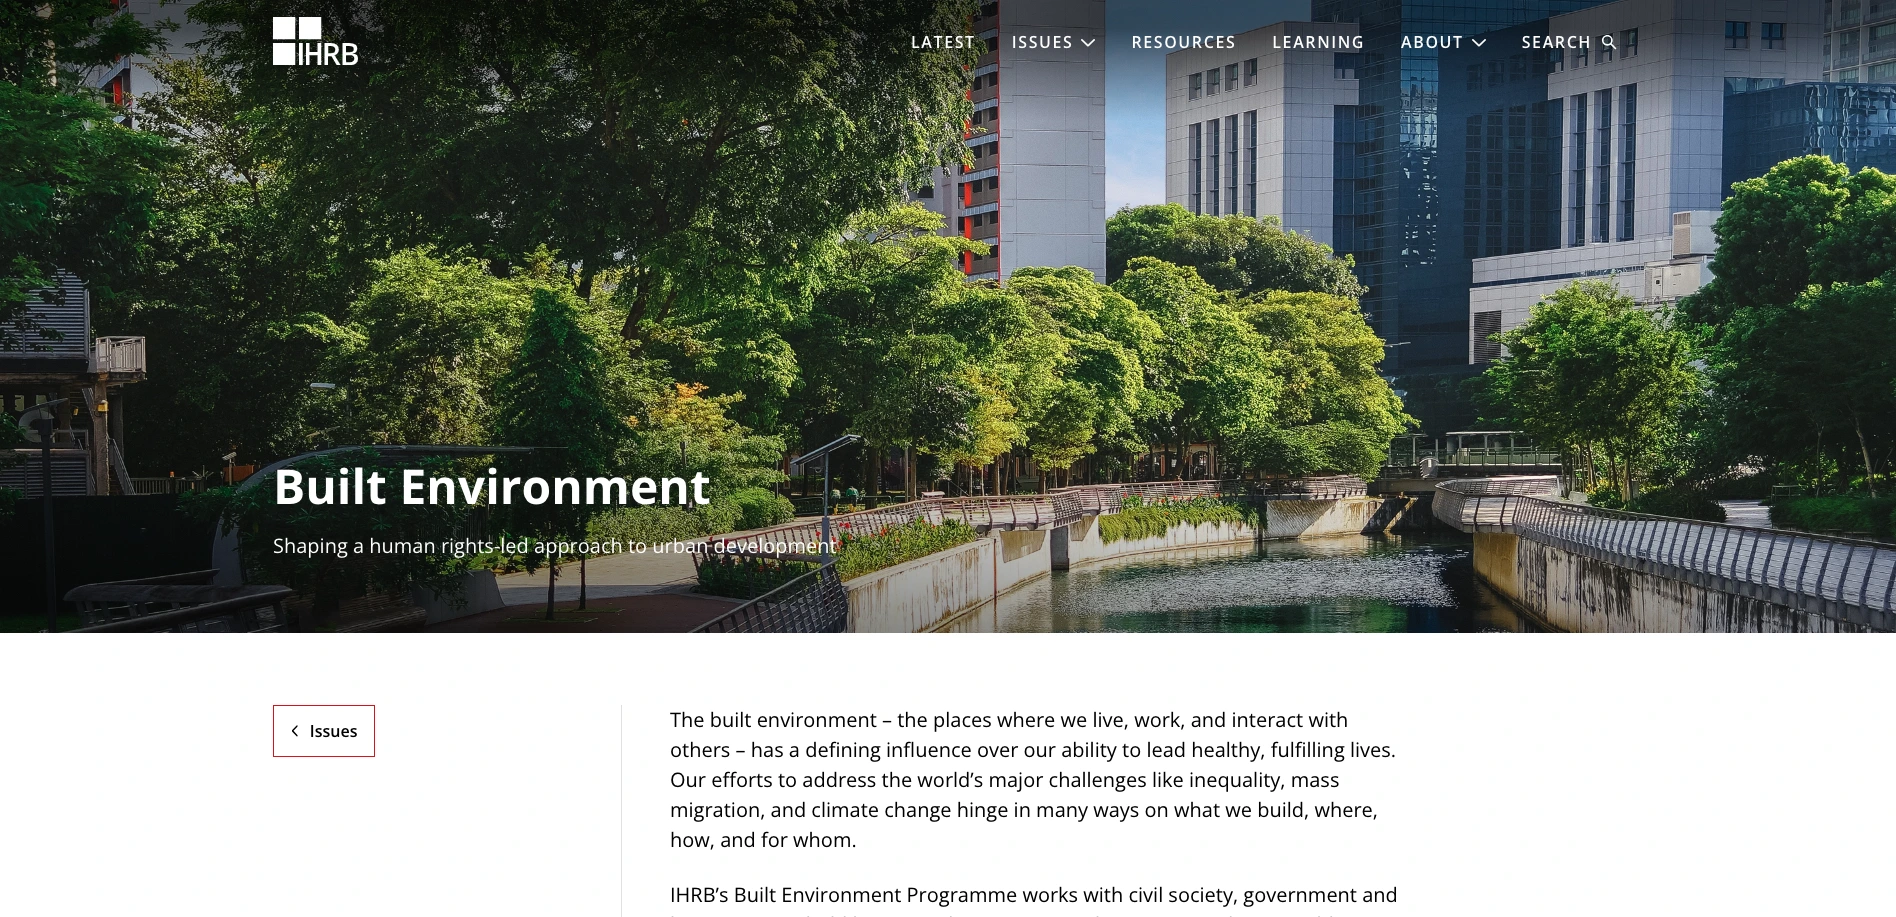 IHRB
LATEST
ISSUES
RESOURCES
LEARNING
ABOUT
SEARCH
Built Environment
Shaping a human rights-led approach to urban development
Issues
The built environment – the places where we live, work, and interact with
others – has a defining influence over our ability to lead healthy, fulfilling lives.
Our efforts to address the world’s major challenges like inequality, mass
migration, and climate change hinge in many ways on what we build, where,
how, and for whom.
IHRB’s Built Environment Programme works with civil society, government and